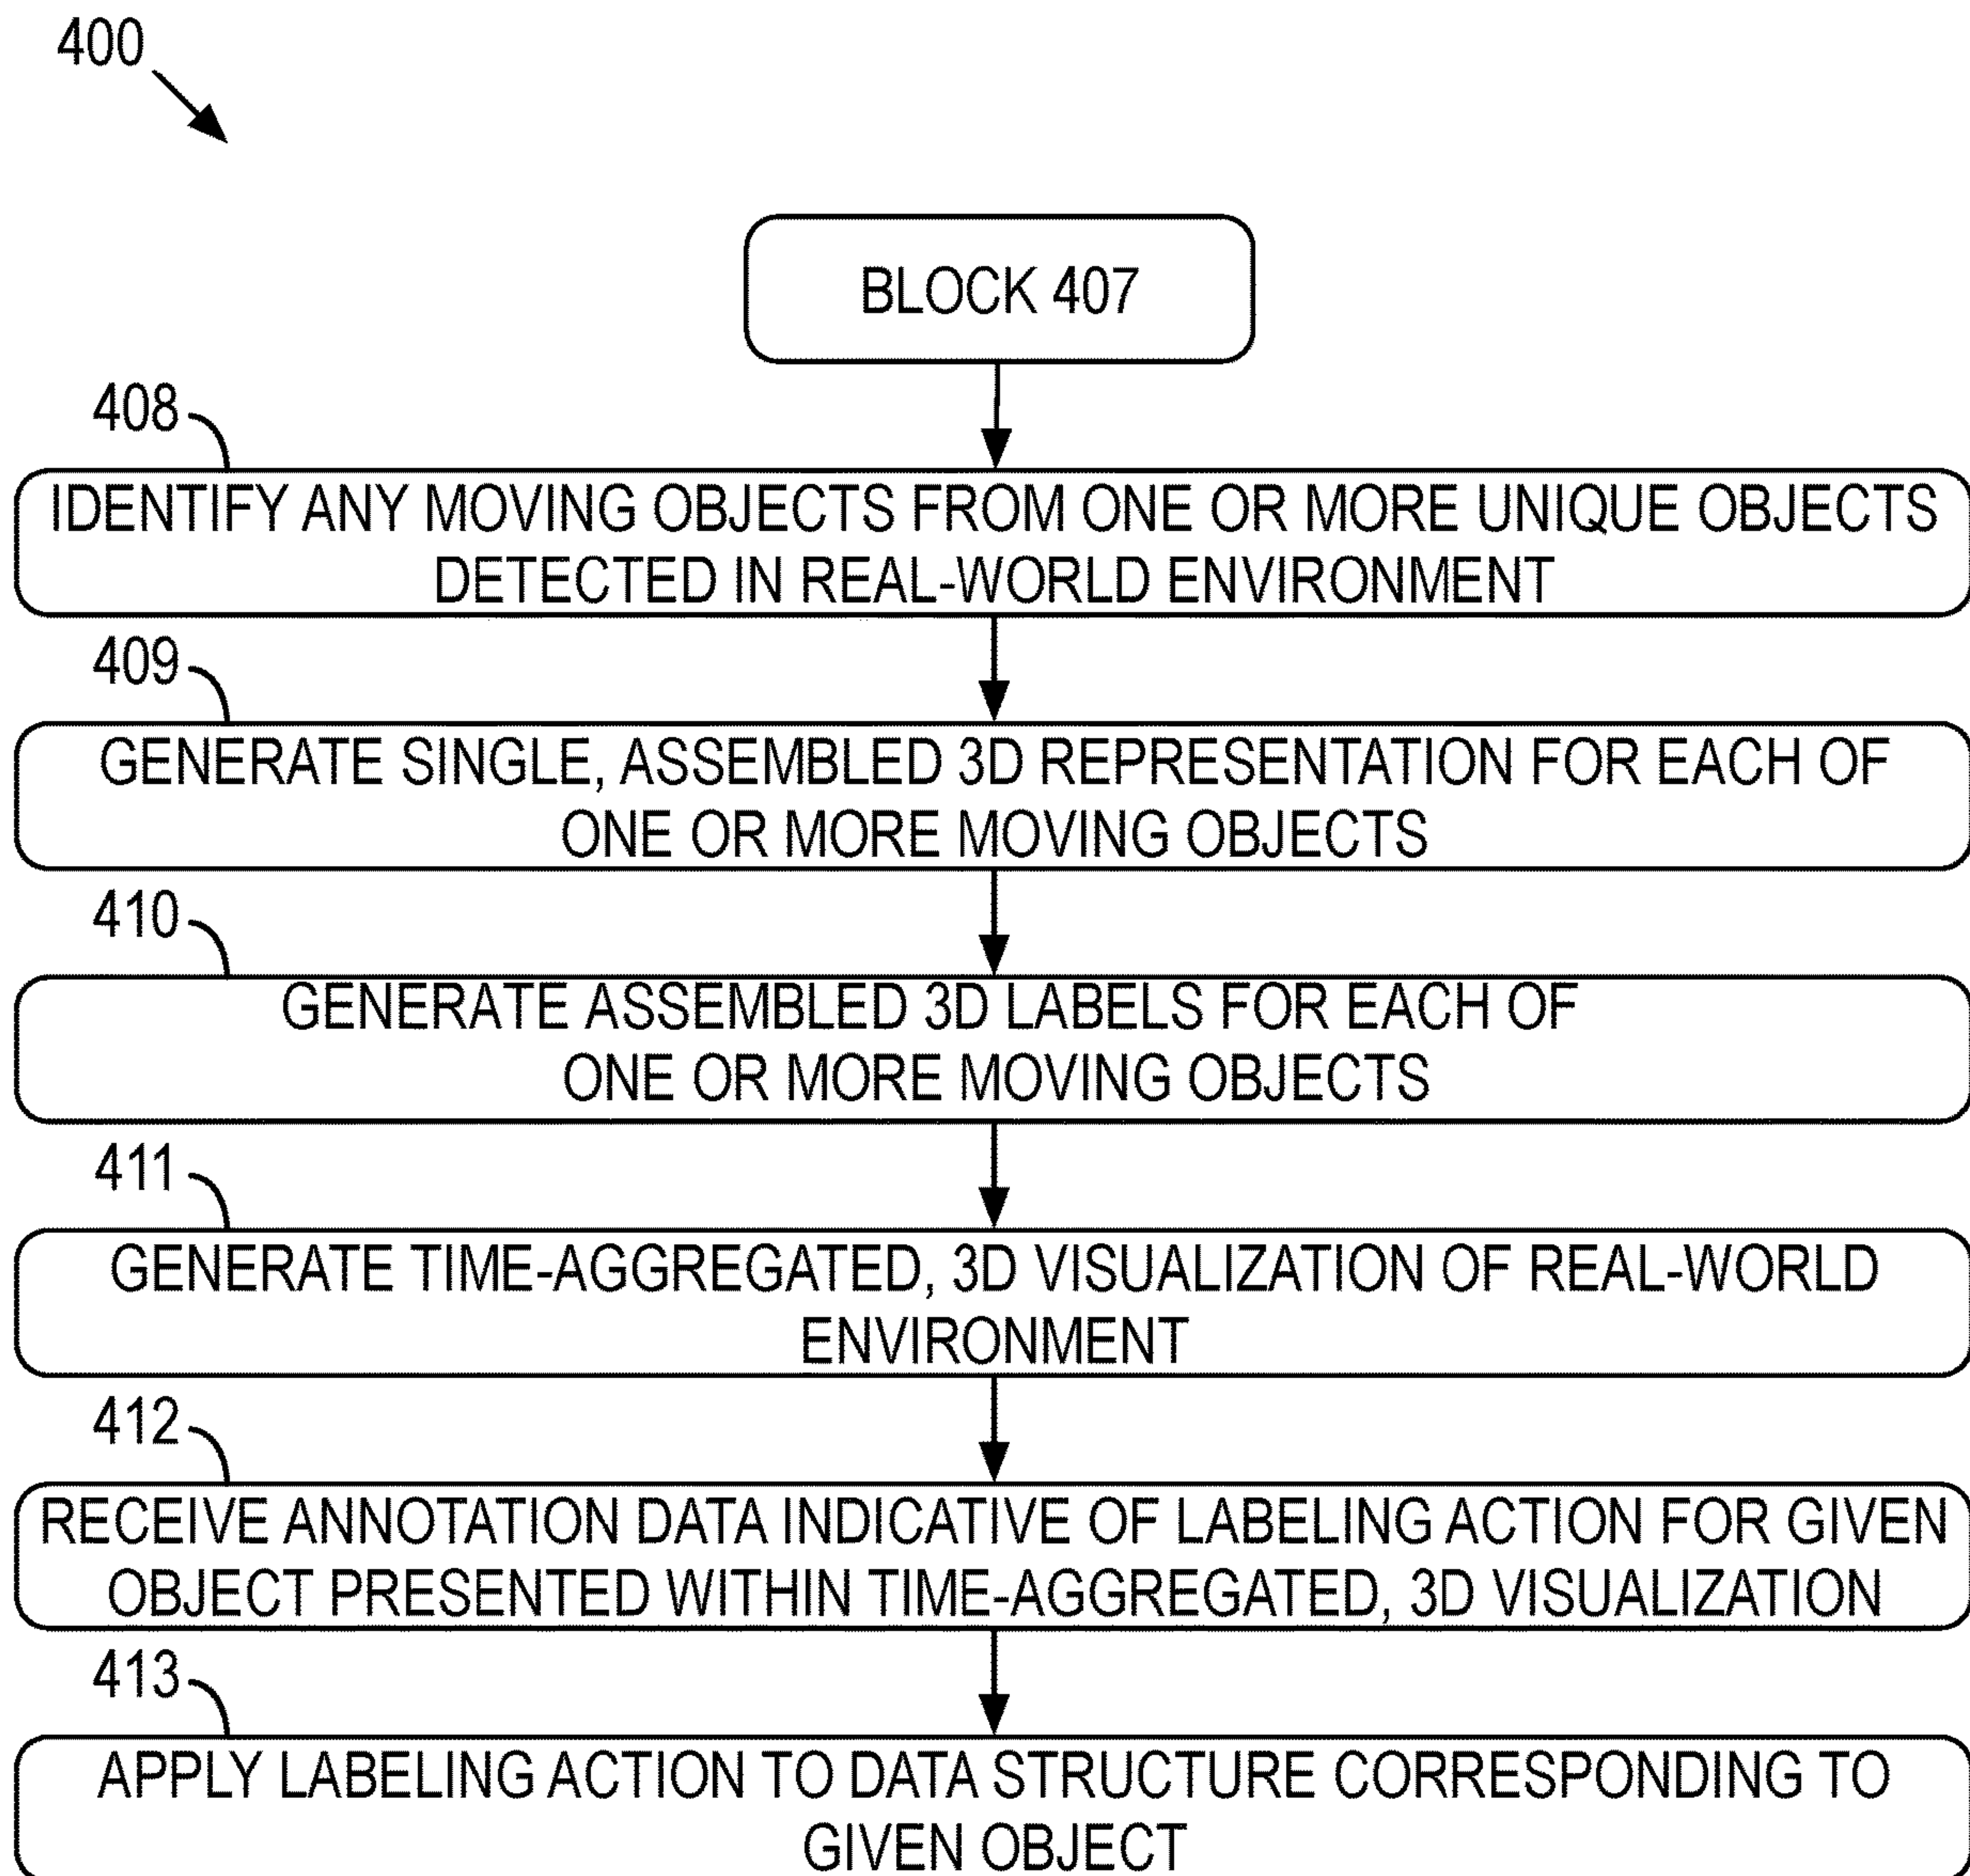 400
BLOCK 407
408
IDENTIFY ANY MOVING OBJECTS FROM ONE OR MORE UNIQUE OBJECTS
DETECTED IN REAL-WORLD ENVIRONMENT
409
GENERATE SINGLE, ASSEMBLED 3D REPRESENTATION FOR EACH OF
ONE OR MORE MOVING OBJECTS
410
GENERATE ASSEMBLED 3D LABELS FOR EACH OF
ONE OR MORE MOVING OBJECTS
411
GENERATE TIME-AGGREGATED, 3D VISUALIZATION OF REAL-WORLD
ENVIRONMENT
412
RECEIVE ANNOTATION DATA INDICATIVE OF LABELING ACTION FOR GIVEN
OBJECT PRESENTED WITHIN TIME-AGGREGATED, 3D VISUALIZATION
413
APPLY LABELING ACTION TO DATA STRUCTURE CORRESPONDING TO
GIVEN OBJECT